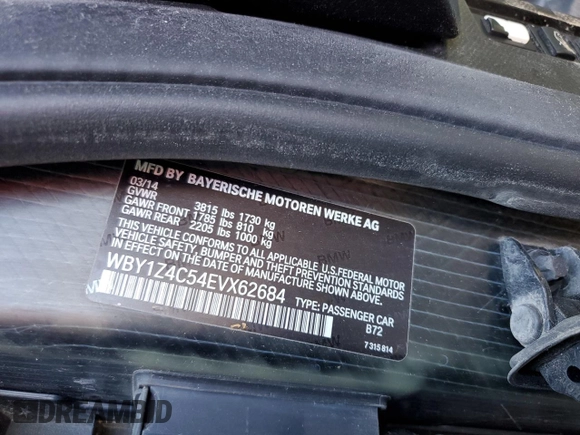 MFD BY BAYERISCHE MOTOREN WERKE AG
03/14
GVWR 3815 lbs 1730 kg
GAWR FRONT 1785 lbs 810 kg
GAWR REAR 2205 lbs 1000 kg
THIS VEHICLE CONFORMS TO ALL APPLICABLE U.S.FEDERAL MOTOR
VEHICLE SAFETY, BUMPER AND THEFT PREVENTION STANDARDS
IN EFFECT ON THE DATE OF MANUFACTURE SHOWN ABOVE.
WBY1Z4C54EVX62684 TYPE: PASSENGER CAR
B72
7 315 814
DREAMBID